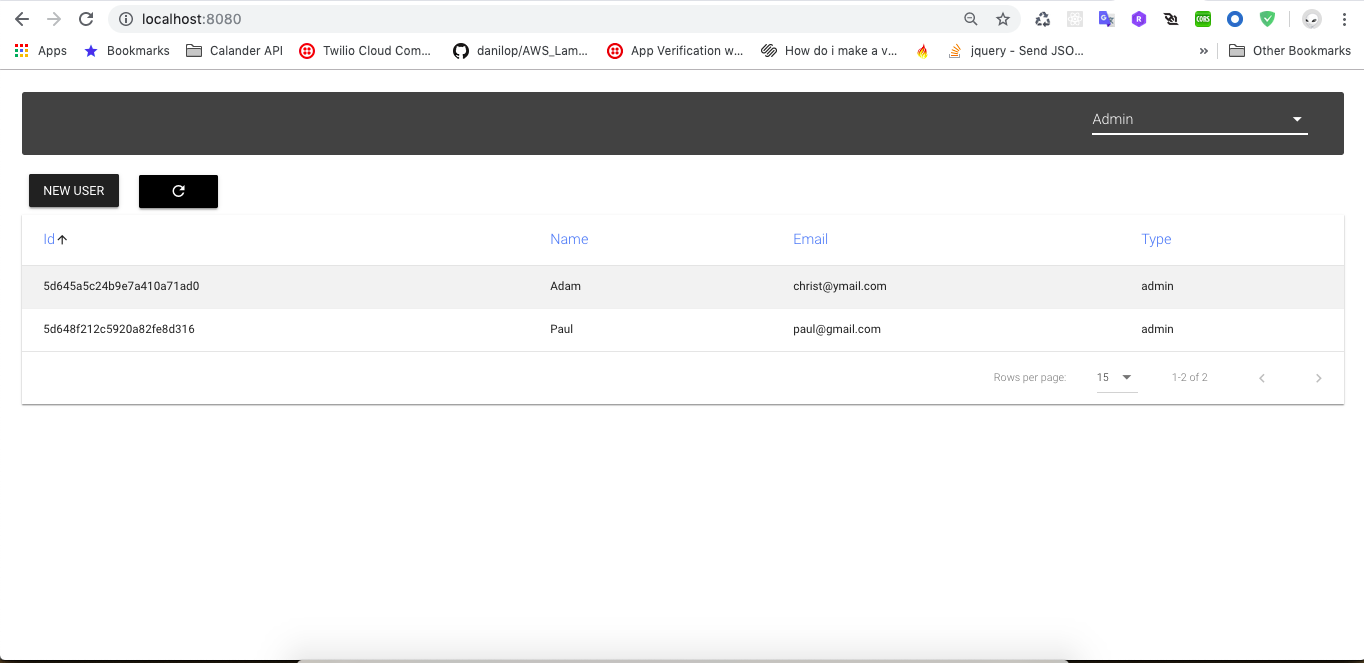 localhost:8080
Apps Bookmarks Calander API Twilio Cloud Com... danilop/AWS_Lam... App Verification w... How do i make a v... jquery - Send JSO... » Other Bookmarks
Admin
NEW USER
Id Name Email Type
5d645a5c24b9e7a410a71ad0 Adam christ@ymail.com admin
5d648f212c5920a82fe8d316 Paul paul@gmail.com admin
Rows per page: 15 1-2 of 2